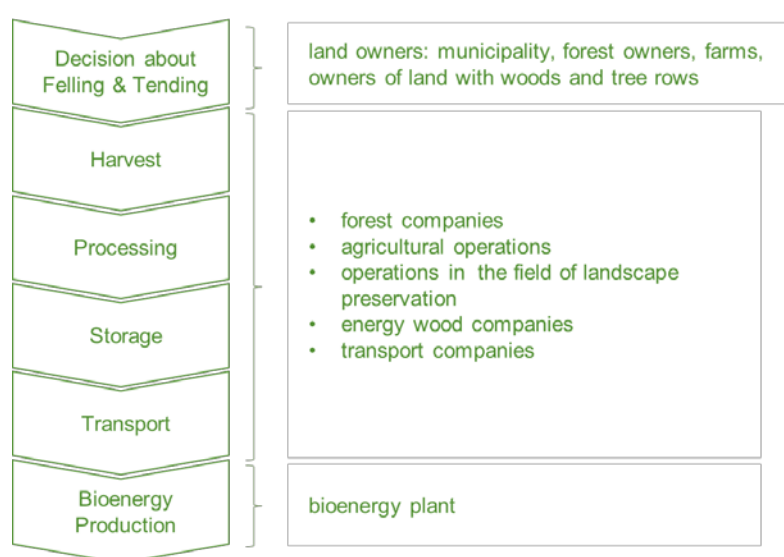 Decision about
Felling & Tending
land owners: municipality, forest owners, farms,
owners of land with woods and tree rows
Harvest
Processing
Storage
Transport
• forest companies
• agricultural operations
• operations in the field of landscape
preservation
• energy wood companies
• transport companies
Bioenergy
Production
bioenergy plant